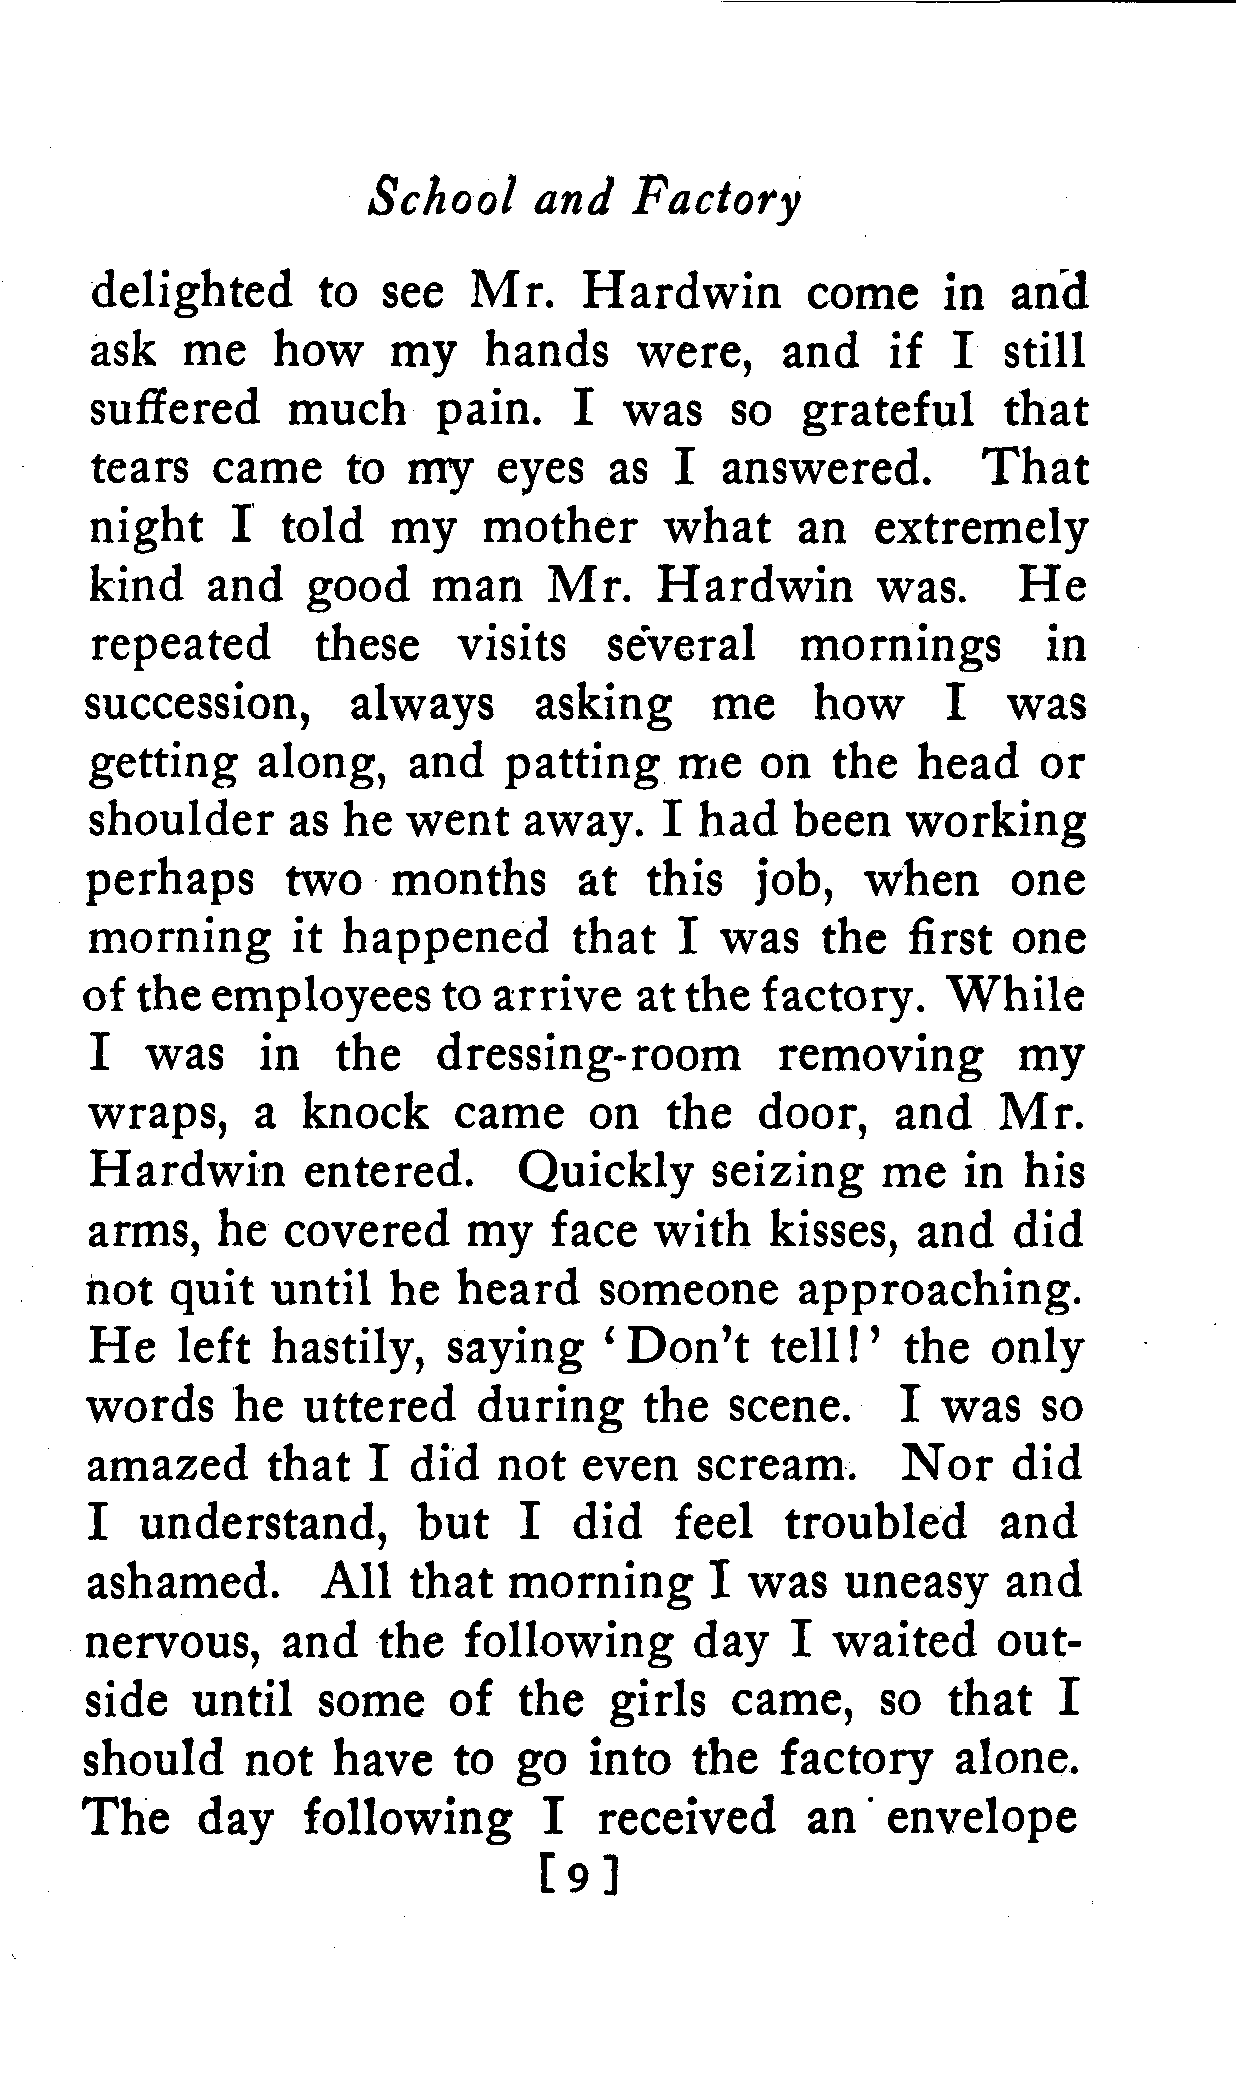 School and Factory
delighted to see Mr. Hardwin come in and
ask me how my hands were, and if I still
suffered much pain. I was so grateful that
tears came to my eyes as I answered. That
night I told my mother what an extremely
kind and good man Mr. Hardwin was. He
repeated these visits several mornings in
succession, always asking me how I was
getting along, and patting me on the head or
shoulder as he went away. I had been working
perhaps two months at this job, when one
morning it happened that I was the first one
of the employees to arrive at the factory. While
I was in the dressing-room removing my
wraps, a knock came on the door, and Mr.
Hardwin entered. Quickly seizing me in his
arms, he covered my face with kisses, and did
not quit until he heard someone approaching.
He left hastily, saying ‘Don’t tell!’ the only
words he uttered during the scene. I was so
amazed that I did not even scream. Nor did
I understand, but I did feel troubled and
ashamed. All that morning I was uneasy and
nervous, and the following day I waited out-
side until some of the girls came, so that I
should not have to go into the factory alone.
The day following I received an envelope
[9]